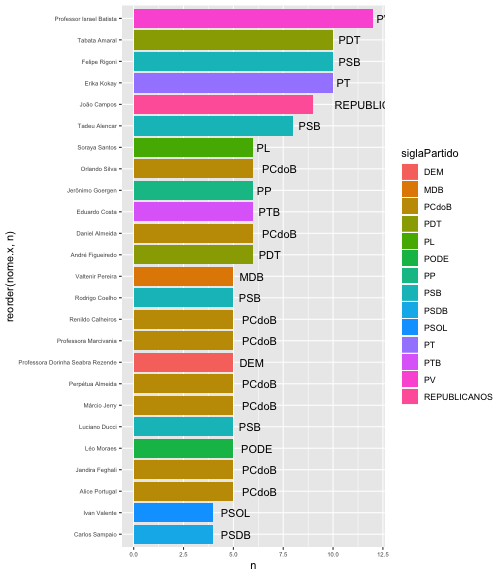 reorder(nome.x, n)
Professor Israel Batista
Tabata Amaral PDT
Felipe Rigoni PSB
Erika Kokay PT
João Campos REPUBLIC
Tadeu Alencar PSB
Soraya Santos PL
Orlando Silva PCdoB
Jerônimo Goergen PP
Eduardo Costa PTB
Daniel Almeida PCdoB
André Figueiredo PDT
Valtenir Pereira MDB
Rodrigo Coelho PSB
Renildo Calheiros PCdoB
Professora Marcivania PCdoB
Professora Dorinha Seabra Rezende DEM
Perpétua Almeida PCdoB
Márcio Jerry PCdoB
Luciano Ducci PSB
Léo Moraes PODE
Jandira Feghali PCdoB
Alice Portugal PCdoB
Ivan Valente PSOL
Carlos Sampaio PSDB
0.0 2.5 5.0 7.5 10.0 12.5
n
siglaPartido
DEM
MDB
PCdoB
PDT
PL
PODE
PP
PSB
PSDB
PSOL
PT
PTB
PV
REPUBLICANOS